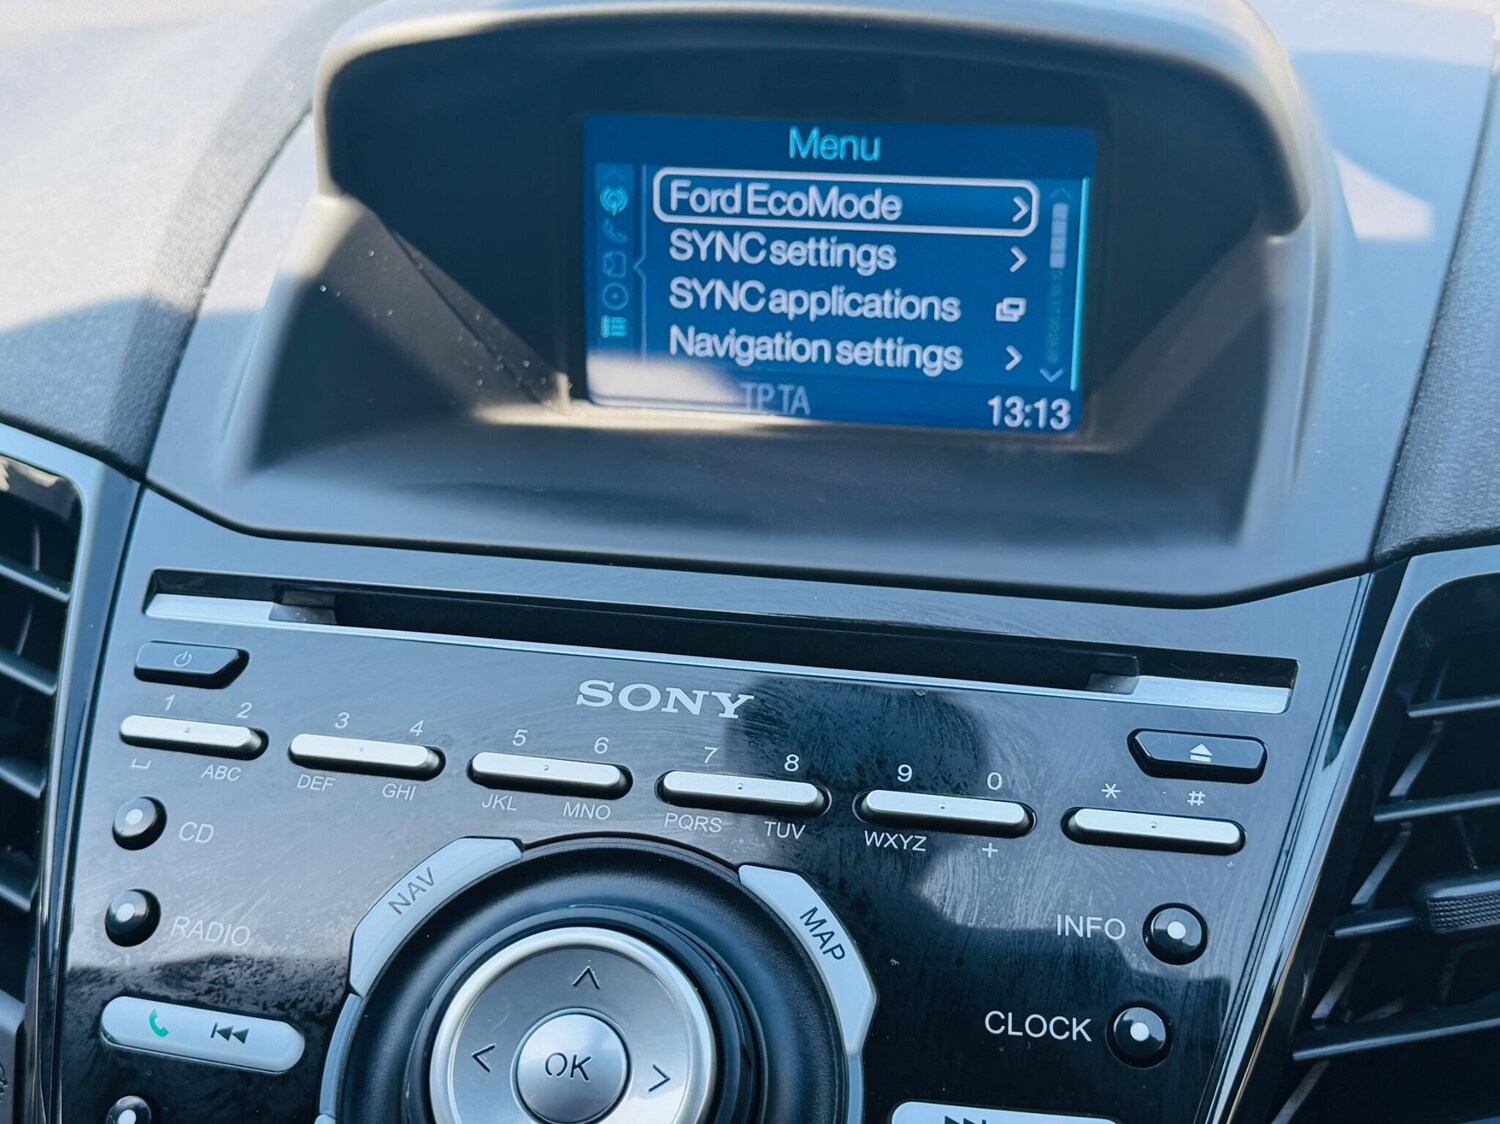 Menu
Ford EcoMode
SYNC settings
SYNC applications
Navigation settings
TP TA
13:13
SONY
1 2 3 4 5 6 7 8 9 0 * #
ABC DEF GHI JKL MNO PQRS TUV WXYZ +
CD
RADIO
NAV
MAP
INFO
CLOCK
OK